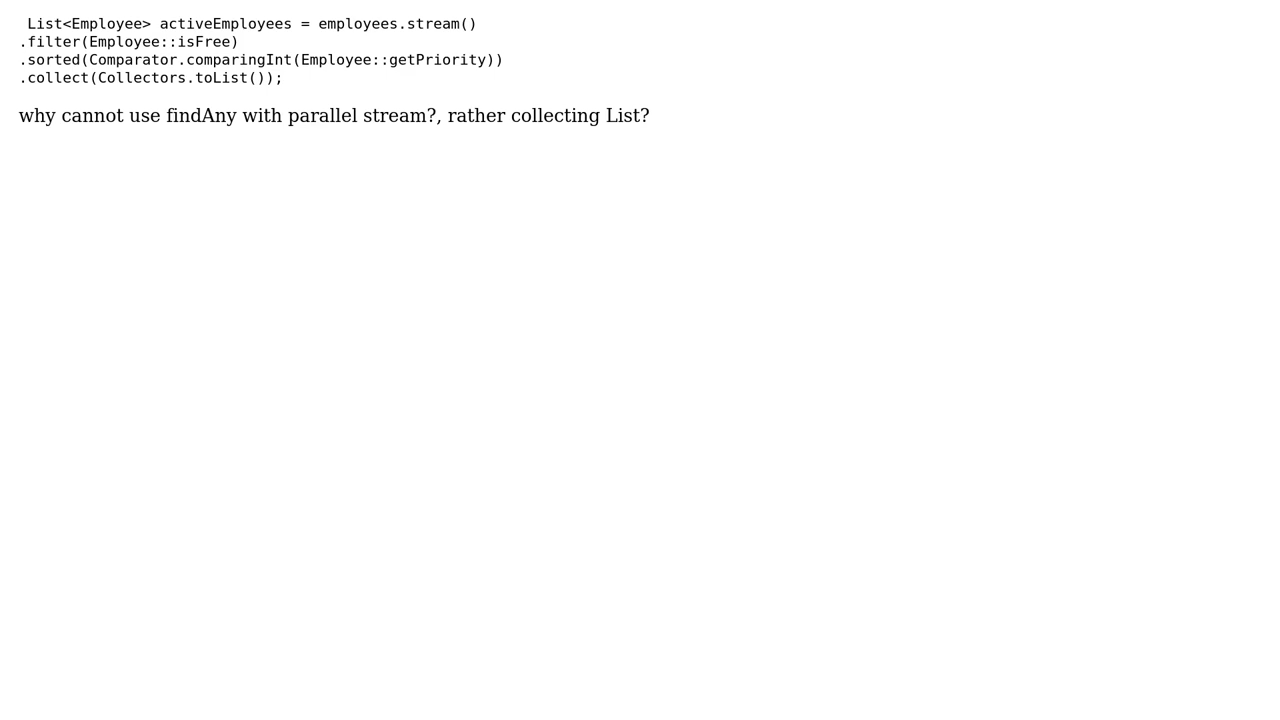 List<Employee> activeEmployees = employees.stream()
.filter(Employee::isFree)
.sorted(Comparator.comparingInt(Employee::getPriority))
.collect(Collectors.toList());
why cannot use findAny with parallel stream?, rather collecting List?